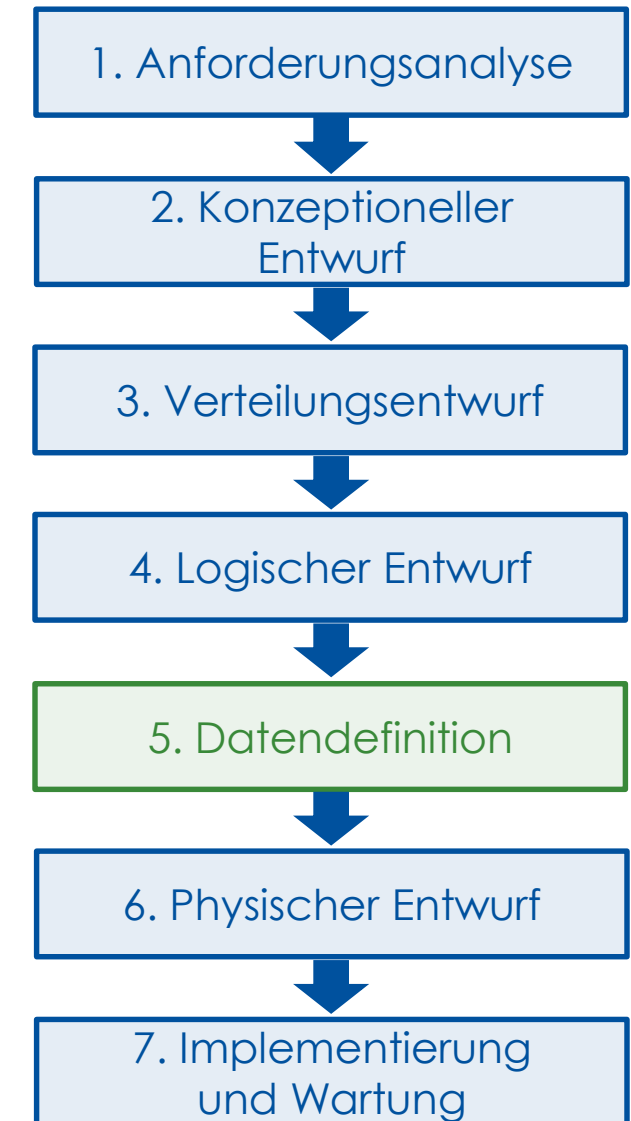 1. Anforderungsanalyse
2. Konzeptioneller
Entwurf
3. Verteilungsentwurf
4. Logischer Entwurf
5. Datendefinition
6. Physischer Entwurf
7. Implementierung
und Wartung